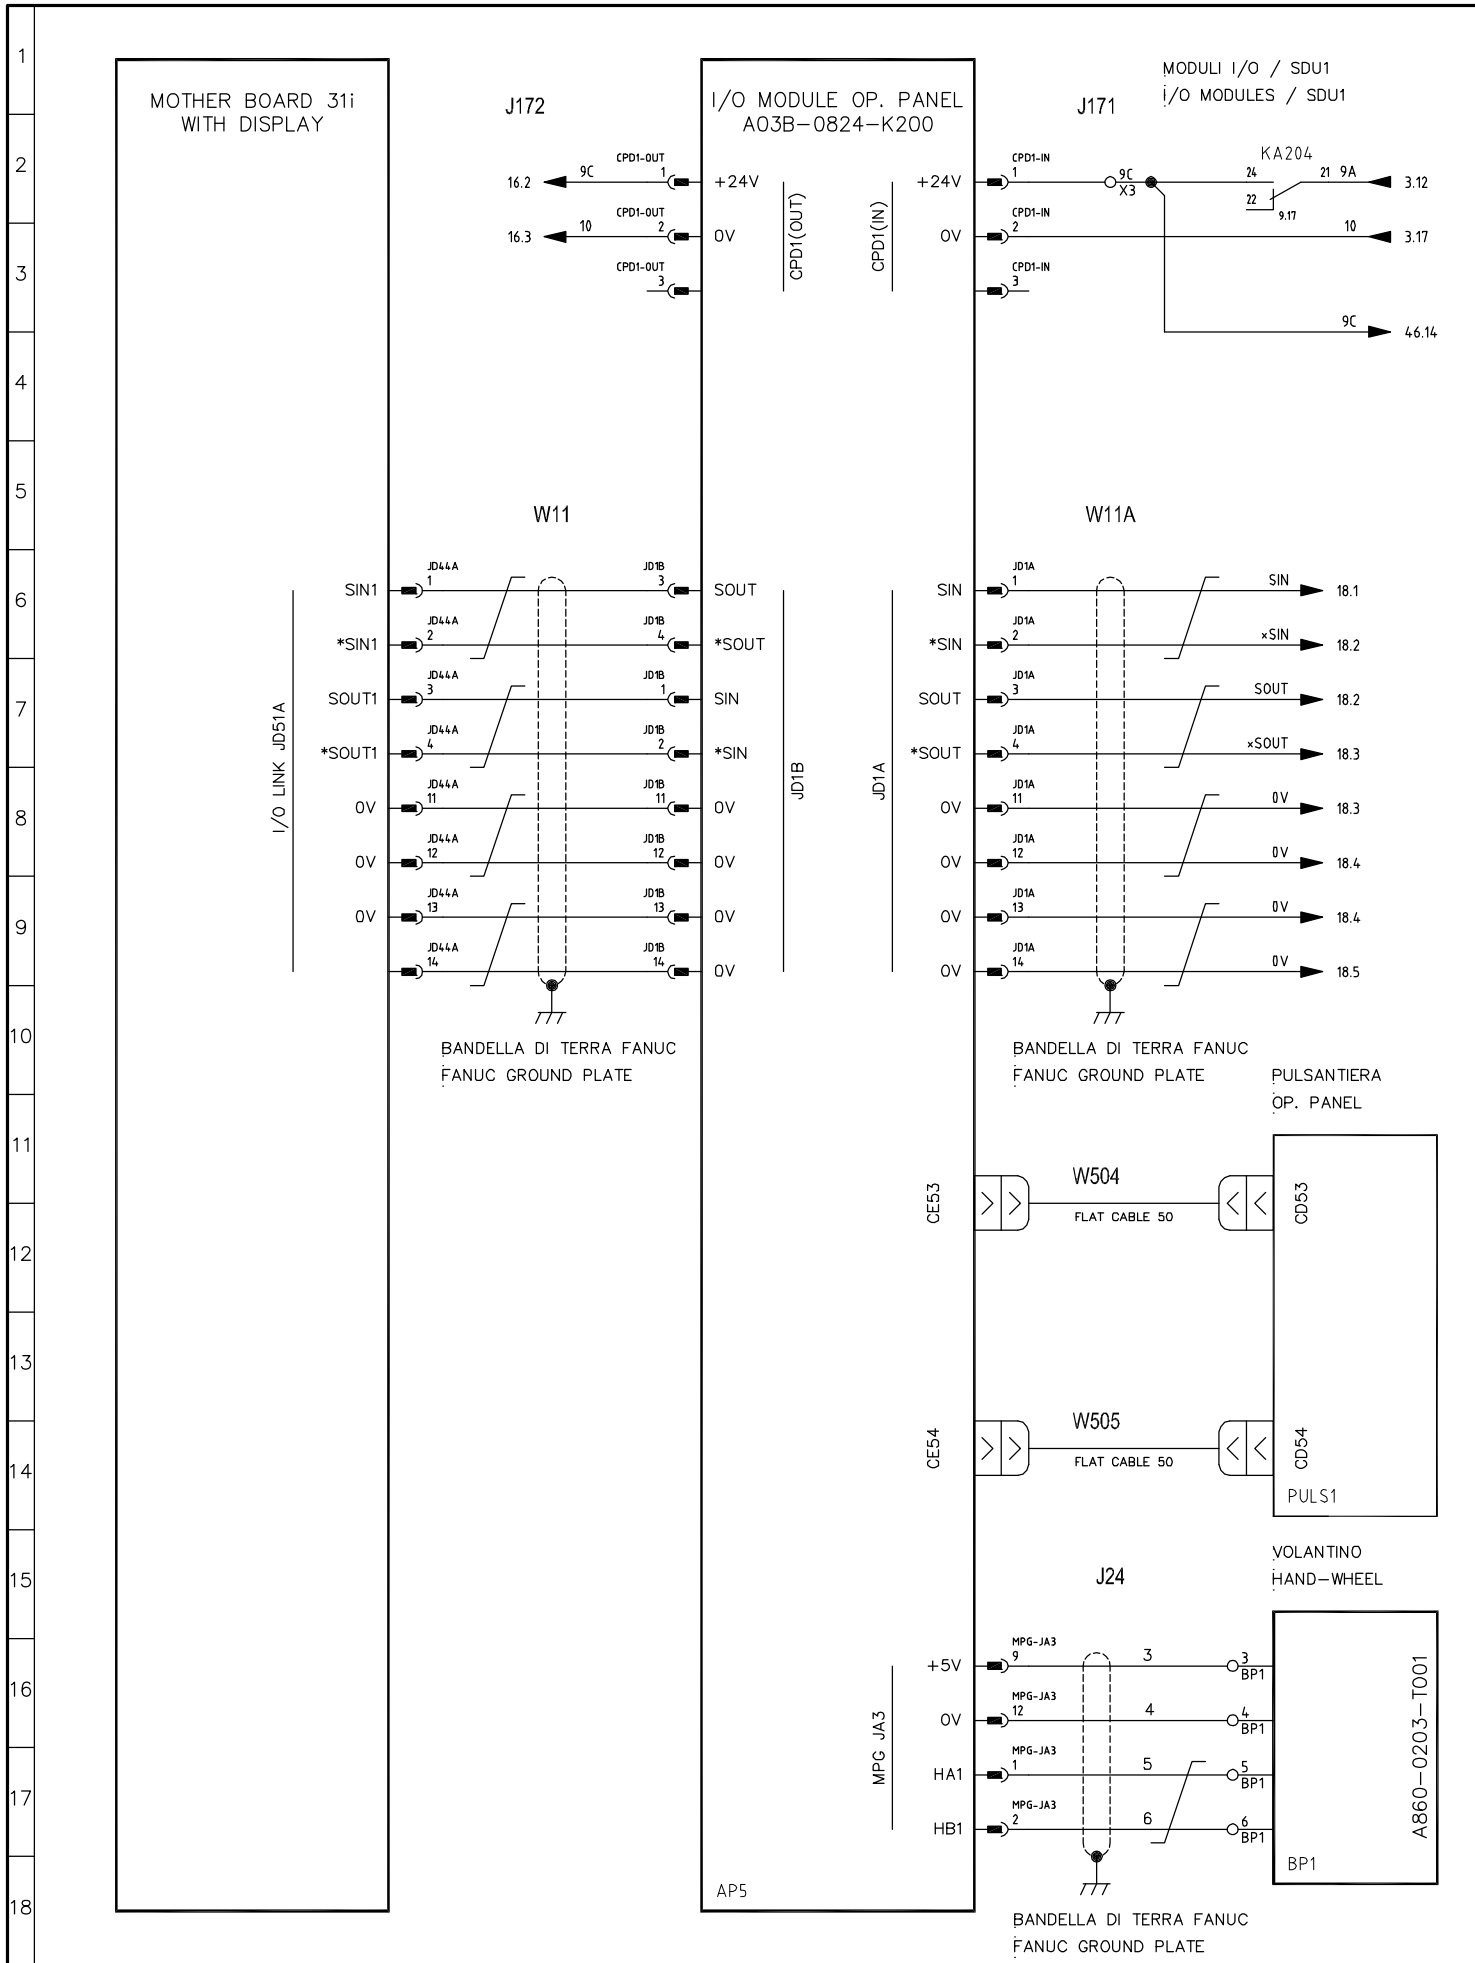 1
MODULI I/O / SDU1
I/O MODULES / SDU1
MOTHER BOARD 31i
WITH DISPLAY
J172
I/O MODULE OP. PANEL
A03B-0824-K200
J171
2
KA204
16.2
9C
CPD1-OUT
1
+24V
+24V
CPD1-IN
1
9C
X3
24
21
9A
3.12
22
9.17
16.3
10
CPD1-OUT
2
0V
0V
CPD1-IN
2
10
3.17
CPD1(OUT)
CPD1(IN)
3
CPD1-OUT
3
CPD1-IN
3
9C
46.14
4
5
W11
W11A
6
SIN1
JD44A
1
JD1B
3
SOUT
SIN
JD1A
1
SIN
18.1
*SIN1
JD44A
2
JD1B
4
*SOUT
*SIN
JD1A
2
×SIN
18.2
7
SOUT1
JD44A
3
JD1B
1
SIN
SOUT
JD1A
3
SOUT
18.2
*SOUT1
JD44A
4
JD1B
2
*SIN
*SOUT
JD1A
4
×SOUT
18.3
I/O LINK JD51A
JD1B
JD1A
8
0V
JD44A
11
JD1B
11
0V
0V
JD1A
11
0V
18.3
0V
JD44A
12
JD1B
12
0V
0V
JD1A
12
0V
18.4
9
0V
JD44A
13
JD1B
13
0V
0V
JD1A
13
0V
18.4
JD44A
14
JD1B
14
0V
0V
JD1A
14
0V
18.5
10
BANDELLA DI TERRA FANUC
FANUC GROUND PLATE
BANDELLA DI TERRA FANUC
FANUC GROUND PLATE
PULSANTIERA
OP. PANEL
11
CE53
W504
FLAT CABLE 50
CD53
12
13
14
CE54
W505
FLAT CABLE 50
CD54
PULS1
15
VOLANTINO
HAND-WHEEL
J24
16
+5V
MPG-JA3
9
3
3
BP1
0V
MPG-JA3
12
4
4
BP1
MPG JA3
A860-0203-T001
17
HA1
MPG-JA3
1
5
5
BP1
HB1
MPG-JA3
2
6
6
BP1
BP1
18
AP5
BANDELLA DI TERRA FANUC
FANUC GROUND PLATE